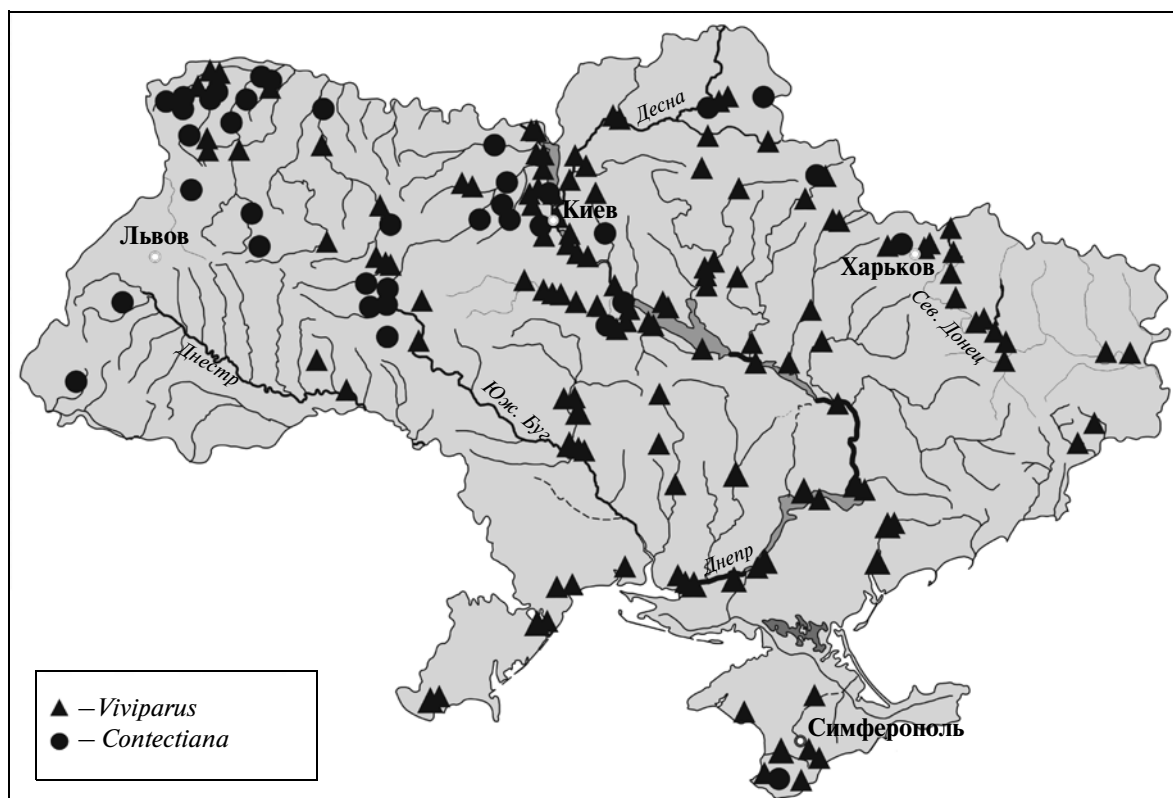 Десна
Киев
Львов
Харьков
Сев. Донец
Днестр
Юж. Буг
Днепр
Симферополь
– Viviparus
– Contectiana